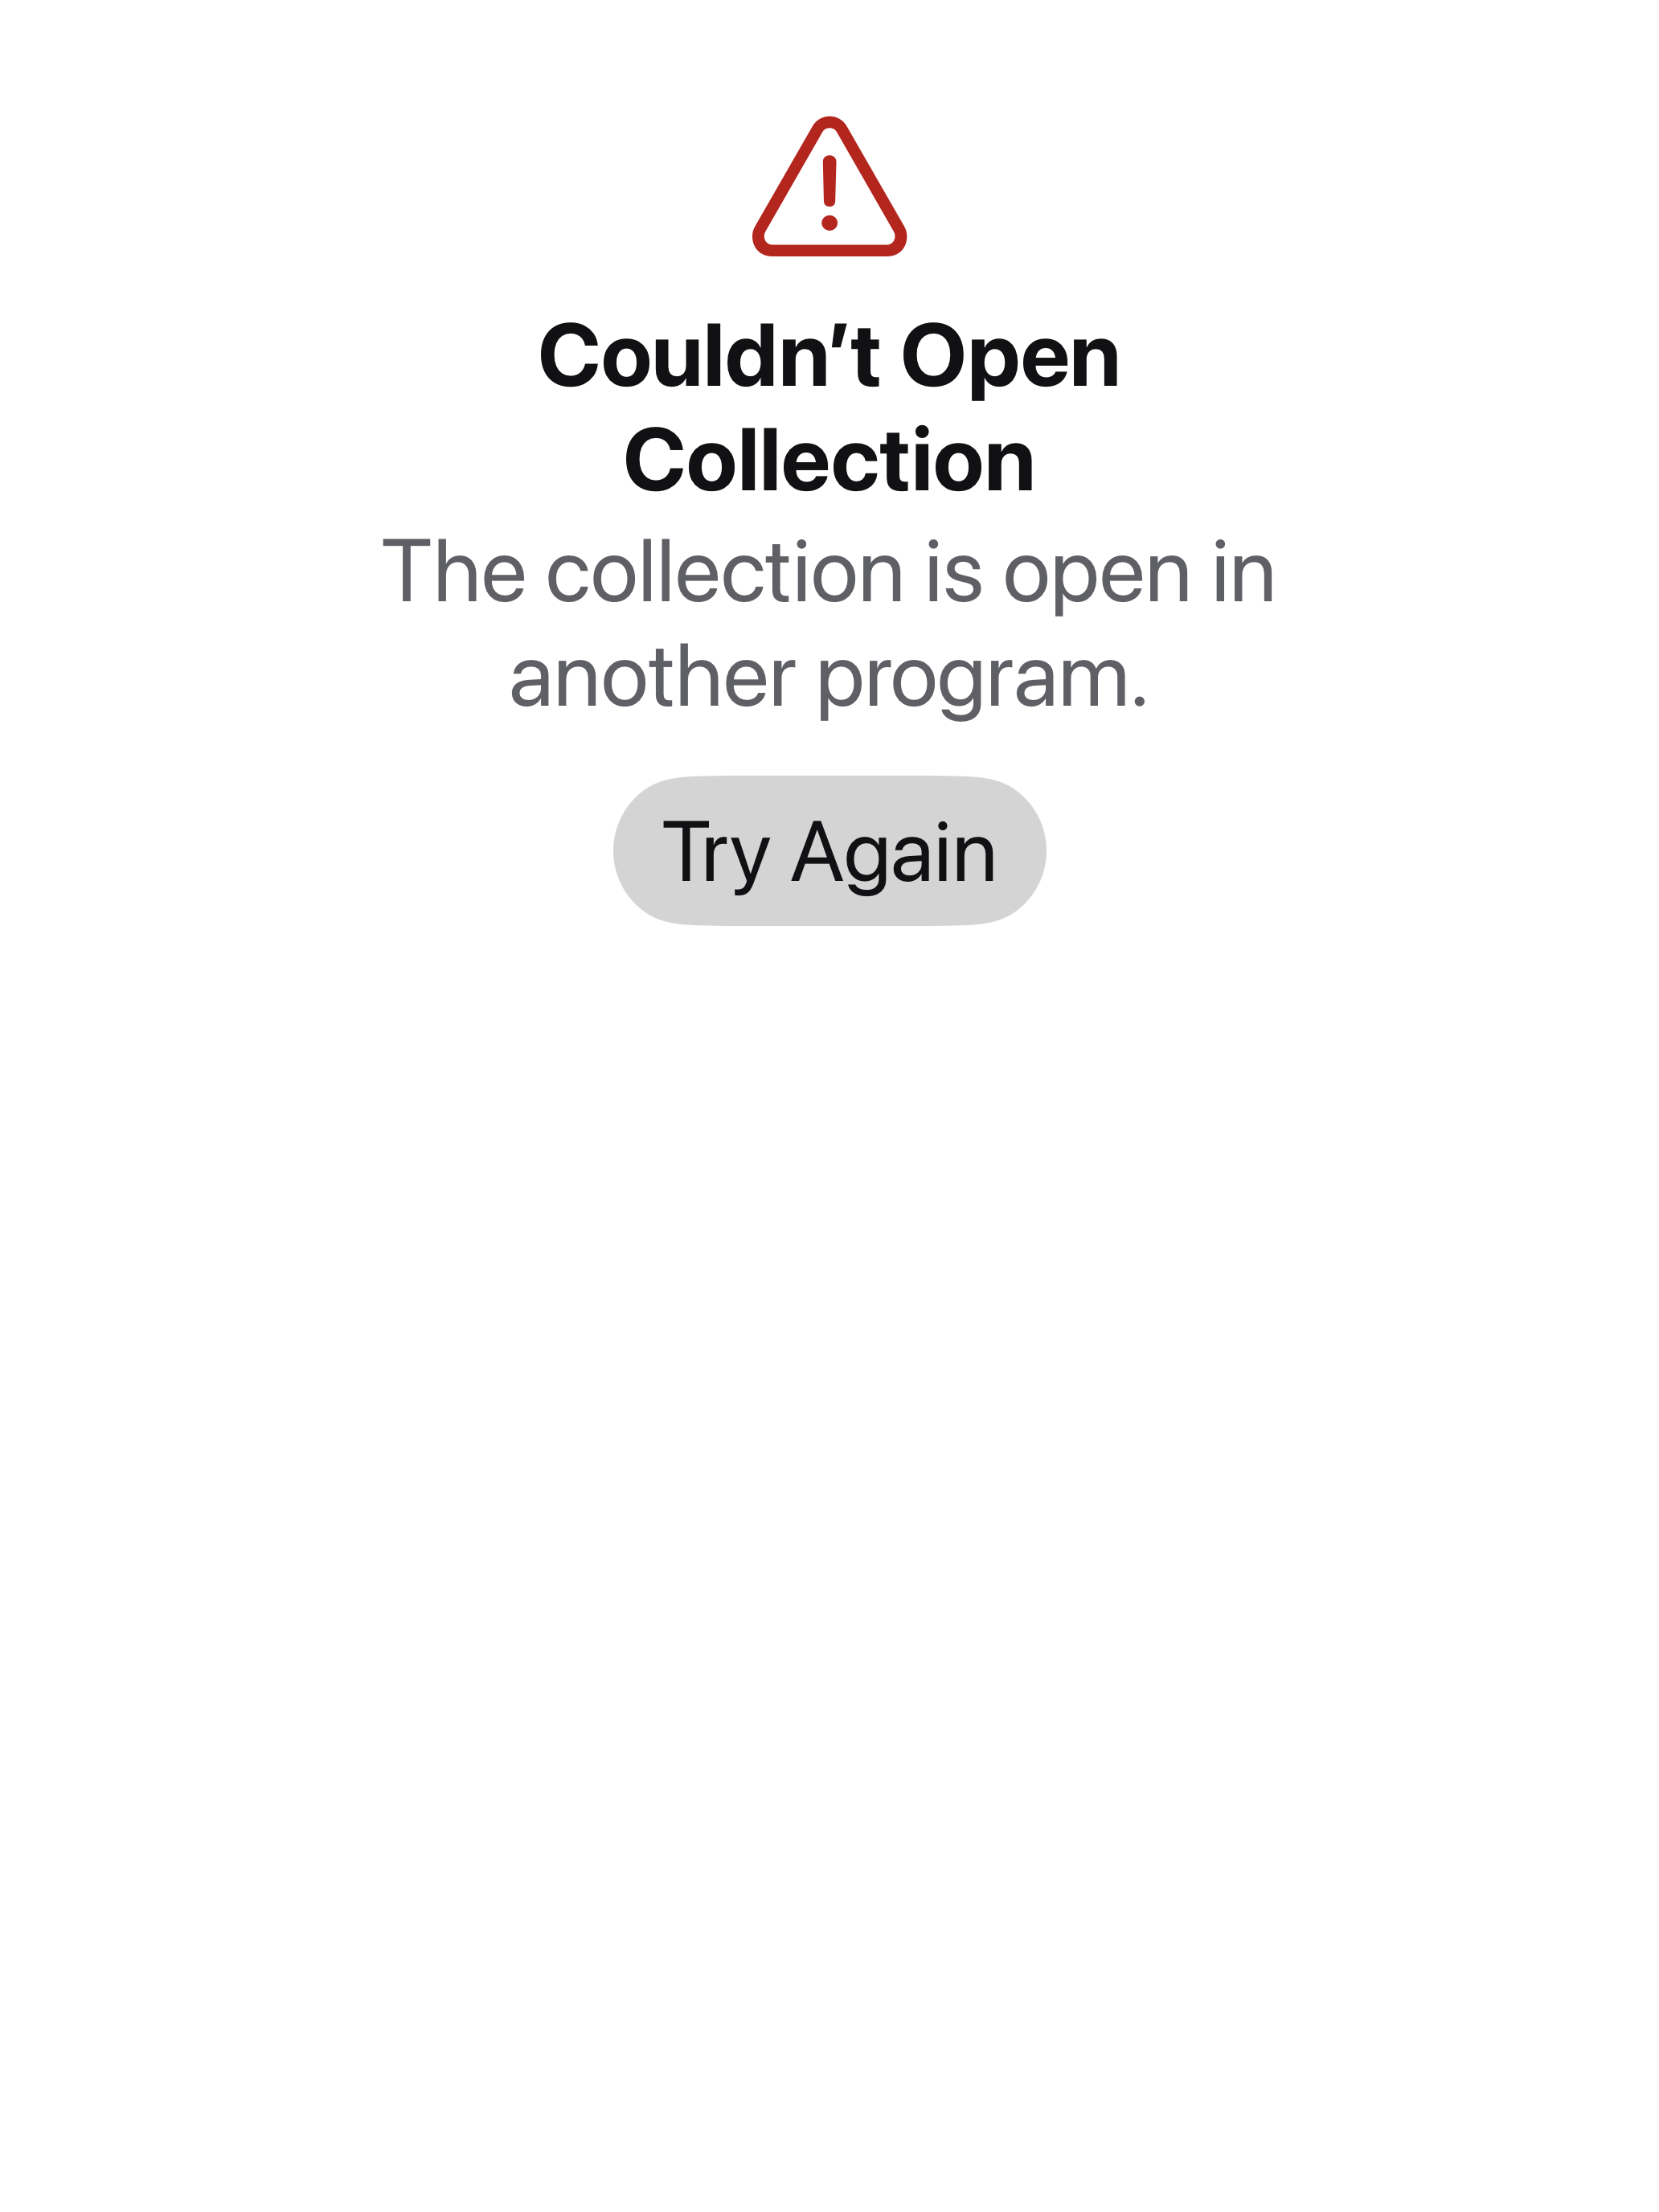 Couldn’t Open
Collection
The collection is open in
another program.
Try Again